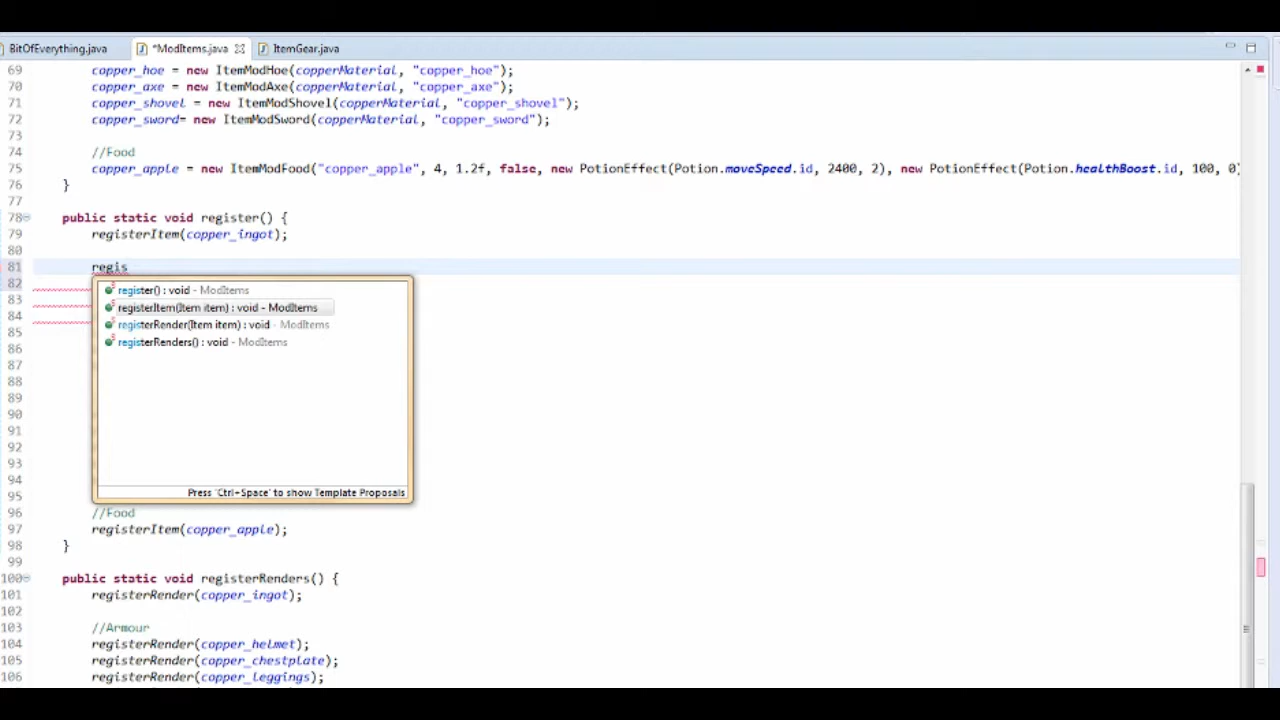 BitOfEverything.java *ModItems.java ItemGear.java
69 copper_hoe = new ItemModHoe(copperMaterial, "copper_hoe");
70 copper_axe = new ItemModAxe(copperMaterial, "copper_axe");
71 copper_shovel = new ItemModShovel(copperMaterial, "copper_shovel");
72 copper_sword= new ItemModSword(copperMaterial, "copper_sword");
73
74 //Food
75 copper_apple = new ItemModFood("copper_apple", 4, 1.2f, false, new PotionEffect(Potion.moveSpeed.id, 2400, 2), new PotionEffect(Potion.healthBoost.id, 100, 0)
76 }
77
78 public static void register() {
79 registerItem(copper_ingot);
80
81 regis
82
83 register() : void - ModItems
84 registerItem(Item item) : void - ModItems
85 registerRender(Item item) : void - ModItems
86 registerRenders() : void - ModItems
87
88
89
90
91
92
93
94
95 Press 'Ctrl+Space' to show Template Proposals
96 //Food
97 registerItem(copper_apple);
98 }
99
100 public static void registerRenders() {
101 registerRender(copper_ingot);
102
103 //Armour
104 registerRender(copper_helmet);
105 registerRender(copper_chestplate);
106 registerRender(copper_leggings);